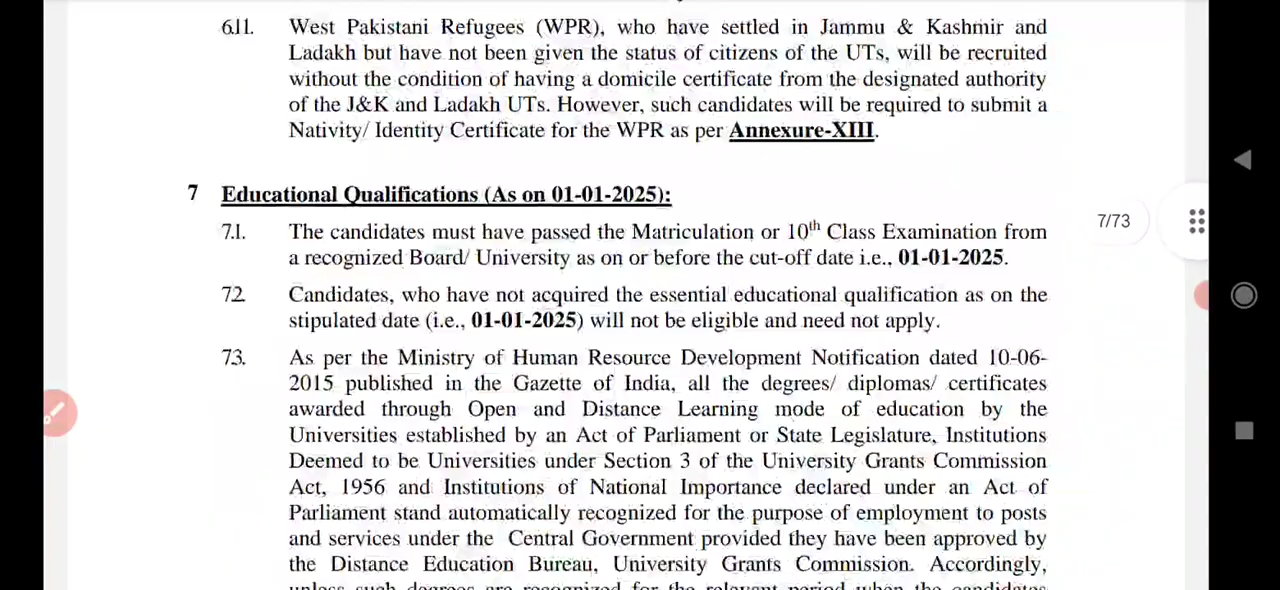 6.11. West Pakistani Refugees (WPR), who have settled in Jammu & Kashmir and
Ladakh but have not been given the status of citizens of the UTs, will be recruited
without the condition of having a domicile certificate from the designated authority
of the J&K and Ladakh UTs. However, such candidates will be required to submit a
Nativity/ Identity Certificate for the WPR as per Annexure-XIII.
7 Educational Qualifications (As on 01-01-2025):
7.1. The candidates must have passed the Matriculation or 10th Class Examination from
a recognized Board/ University as on or before the cut-off date i.e., 01-01-2025.
7/73
7.2. Candidates, who have not acquired the essential educational qualification as on the
stipulated date (i.e., 01-01-2025) will not be eligible and need not apply.
7.3. As per the Ministry of Human Resource Development Notification dated 10-06-
2015 published in the Gazette of India, all the degrees/ diplomas/ certificates
awarded through Open and Distance Learning mode of education by the
Universities established by an Act of Parliament or State Legislature, Institutions
Deemed to be Universities under Section 3 of the University Grants Commission
Act, 1956 and Institutions of National Importance declared under an Act of
Parliament stand automatically recognized for the purpose of employment to posts
and services under the Central Government provided they have been approved by
the Distance Education Bureau, University Grants Commission. Accordingly,
unless such degrees are recognized for the relevant period when the candidates